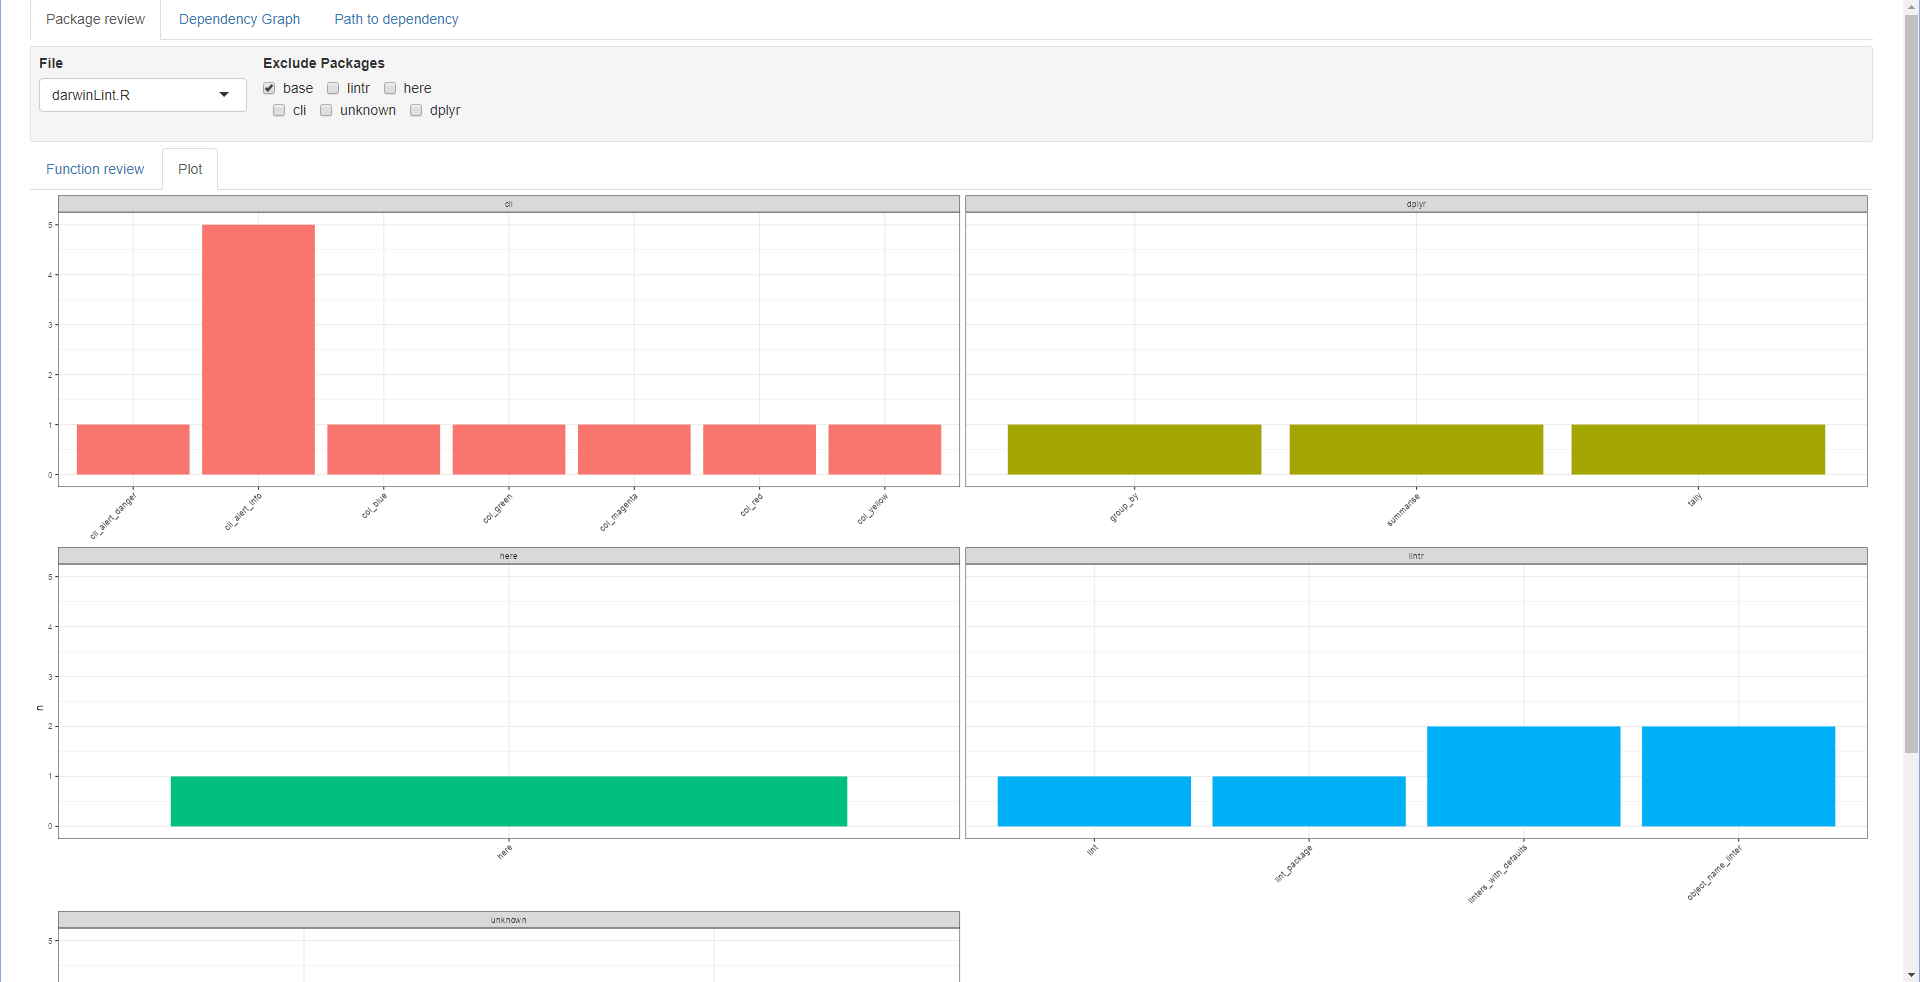 Package review Dependency Graph Path to dependency
File Exclude Packages
darwinLint.R
base lintr here
cli unknown dplyr
Function review Plot
cli dplyr
5
4
3
2
1
0
cli_alert_danger cli_alert_info col_blue col_green col_magenta col_red col_yellow group_by summarise tally
here lintr
5
4
3
n
2
1
0
here lint lint_package linters_with_defaults object_name_linter
unknown
5